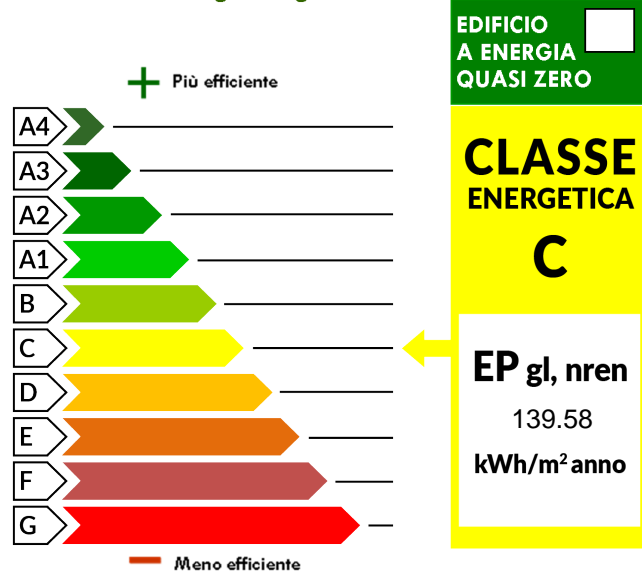 EDIFICIO
A ENERGIA
QUASI ZERO
+ Più efficiente
A4
A3
A2
A1
B
C
D
E
F
G
Meno efficiente
CLASSE
ENERGETICA
C
EP gl, nren
139.58
kWh/m² anno